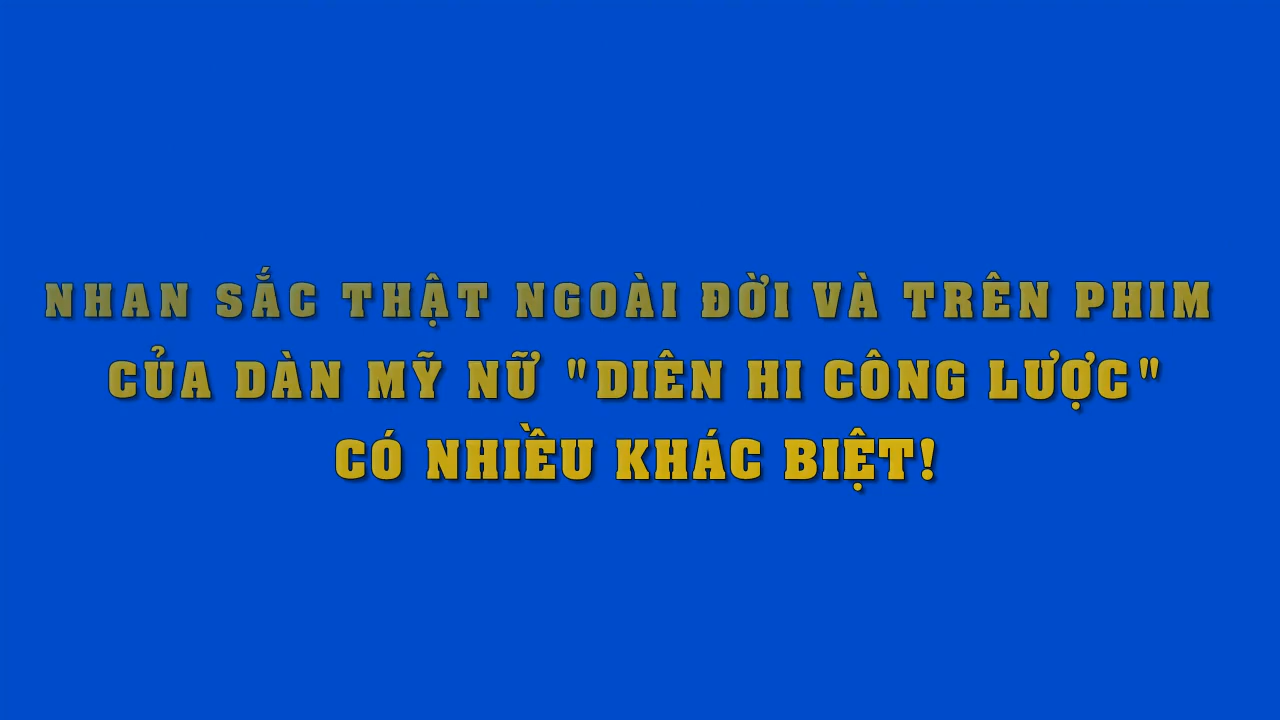 NHAN SẮC THẬT NGOÀI ĐỜI VÀ TRÊN PHIM
CỦA DÀN MỸ NỮ "DIÊN HI CÔNG LƯỢC"
CÓ NHIỀU KHÁC BIỆT!